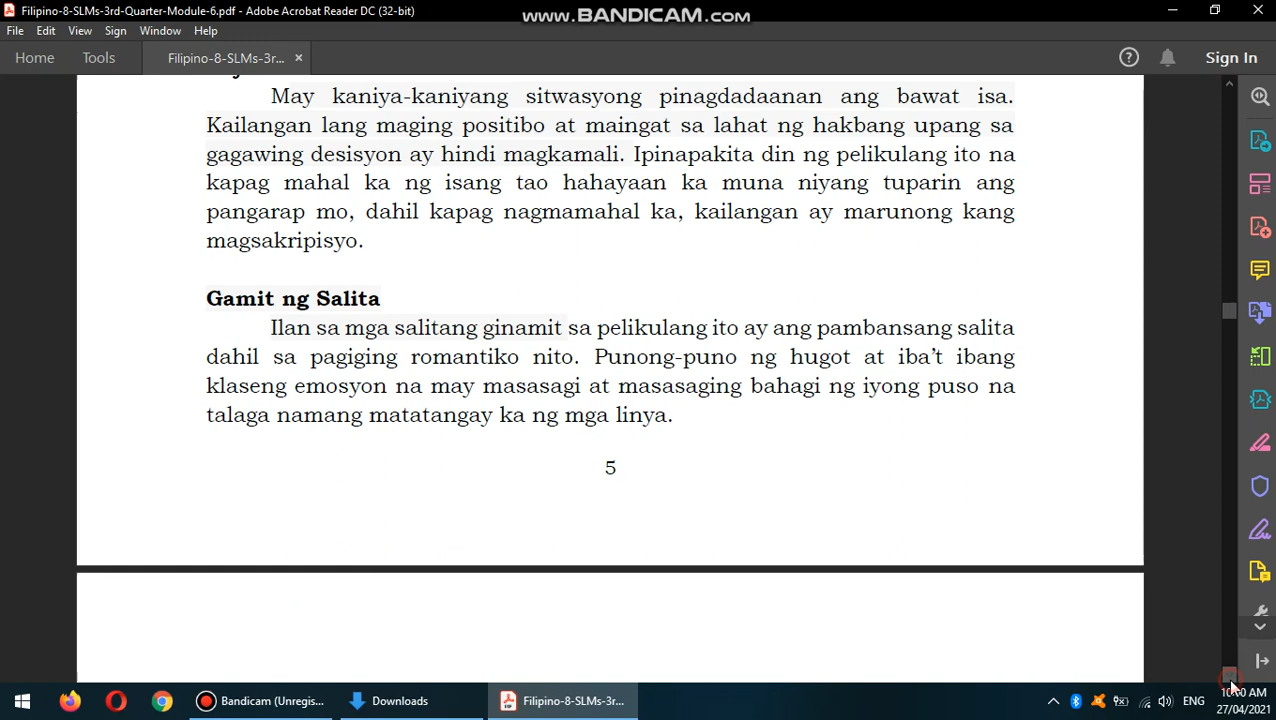 Filipino-8-SLMs-3rd-Quarter-Module-6.pdf - Adobe Acrobat Reader DC (32-bit)
www.BANDICAM.com
File Edit View Sign Window Help
Home Tools Filipino-8-SLMs-3r... × Sign In
May kaniya-kaniyang sitwasyong pinagdadaanan ang bawat isa.
Kailangan lang maging positibo at maingat sa lahat ng hakbang upang sa
gagawing desisyon ay hindi magkamali. Ipinapakita din ng pelikulang ito na
kapag mahal ka ng isang tao hahayaan ka muna niyang tuparin ang
pangarap mo, dahil kapag nagmamahal ka, kailangan ay marunong kang
magsakripisyo.
Gamit ng Salita
Ilan sa mga salitang ginamit sa pelikulang ito ay ang pambansang salita
dahil sa pagiging romantiko nito. Punong-puno ng hugot at iba't ibang
klaseng emosyon na may masasagi at masasaging bahagi ng iyong puso na
talaga namang matatangay ka ng mga linya.
5
Bandicam (Unregis... Downloads Filipino-8-SLMs-3r... ENG
AM
27/04/2021